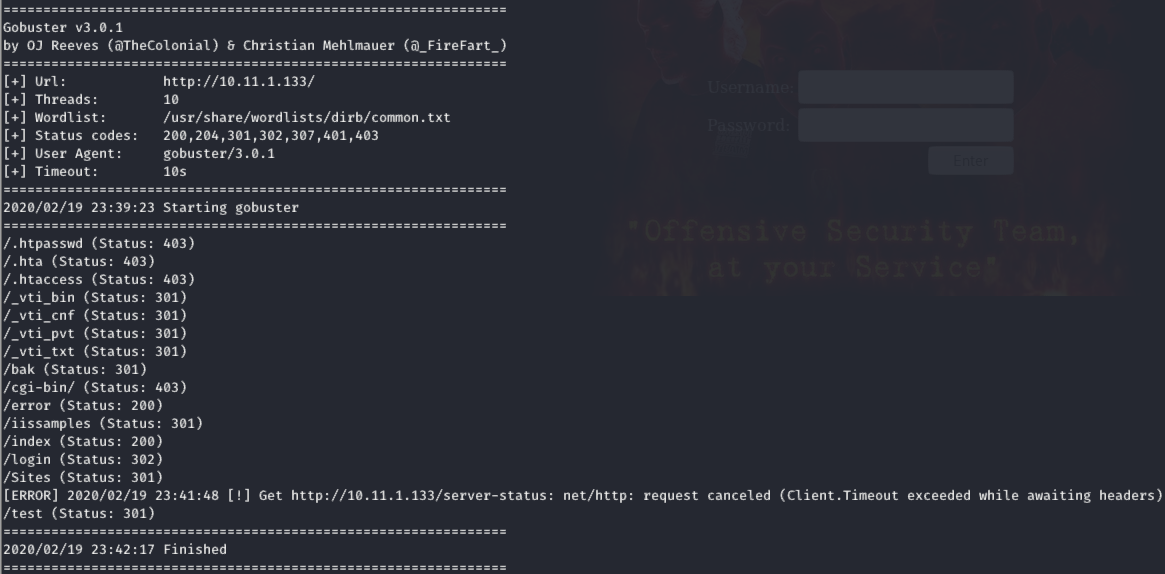 ===============================================================
Gobuster v3.0.1
by OJ Reeves (@TheColonial) & Christian Mehlmauer (@_FireFart_)
===============================================================
[+] Url:            http://10.11.1.133/
[+] Threads:        10
[+] Wordlist:       /usr/share/wordlists/dirb/common.txt
[+] Status codes:   200,204,301,302,307,401,403
[+] User Agent:     gobuster/3.0.1
[+] Timeout:        10s
===============================================================
2020/02/19 23:39:23 Starting gobuster
===============================================================
/.htpasswd (Status: 403)
/.hta (Status: 403)
/.htaccess (Status: 403)
/_vti_bin (Status: 301)
/_vti_cnf (Status: 301)
/_vti_pvt (Status: 301)
/_vti_txt (Status: 301)
/bak (Status: 301)
/cgi-bin/ (Status: 403)
/error (Status: 200)
/iissamples (Status: 301)
/index (Status: 200)
/login (Status: 302)
/Sites (Status: 301)
[ERROR] 2020/02/19 23:41:48 [!] Get http://10.11.1.133/server-status: net/http: request canceled (Client.Timeout exceeded while awaiting headers)
/test (Status: 301)
===============================================================
2020/02/19 23:42:17 Finished
===============================================================
Username:
Password:
Enter
"Offensive Security Team,
at your Service"